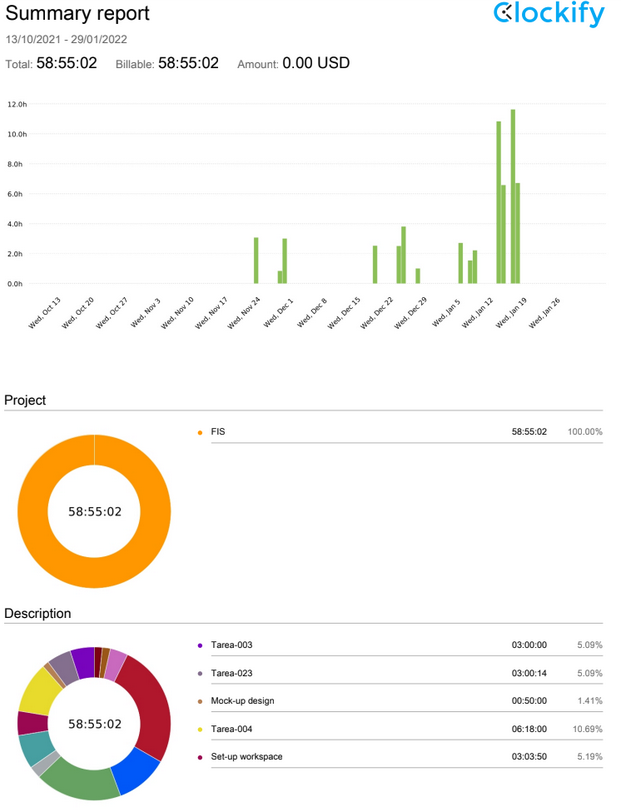 Summary report
Clockify
13/10/2021 - 29/01/2022
Total: 58:55:02 Billable: 58:55:02 Amount: 0.00 USD
12.0h
10.0h
8.0h
6.0h
4.0h
2.0h
0.0h
Wed, Oct 13 Wed, Oct 20 Wed, Oct 27 Wed, Nov 3 Wed, Nov 10 Wed, Nov 17 Wed, Nov 24 Wed, Dec 1 Wed, Dec 8 Wed, Dec 15 Wed, Dec 22 Wed, Dec 29 Wed, Jan 5 Wed, Jan 12 Wed, Jan 19 Wed, Jan 26
Project
FIS 58:55:02 100.00%
58:55:02
Description
Tarea-003 03:00:00 5.09%
Tarea-023 03:00:14 5.09%
Mock-up design 00:50:00 1.41%
58:55:02
Tarea-004 06:18:00 10.69%
Set-up workspace 03:03:50 5.19%